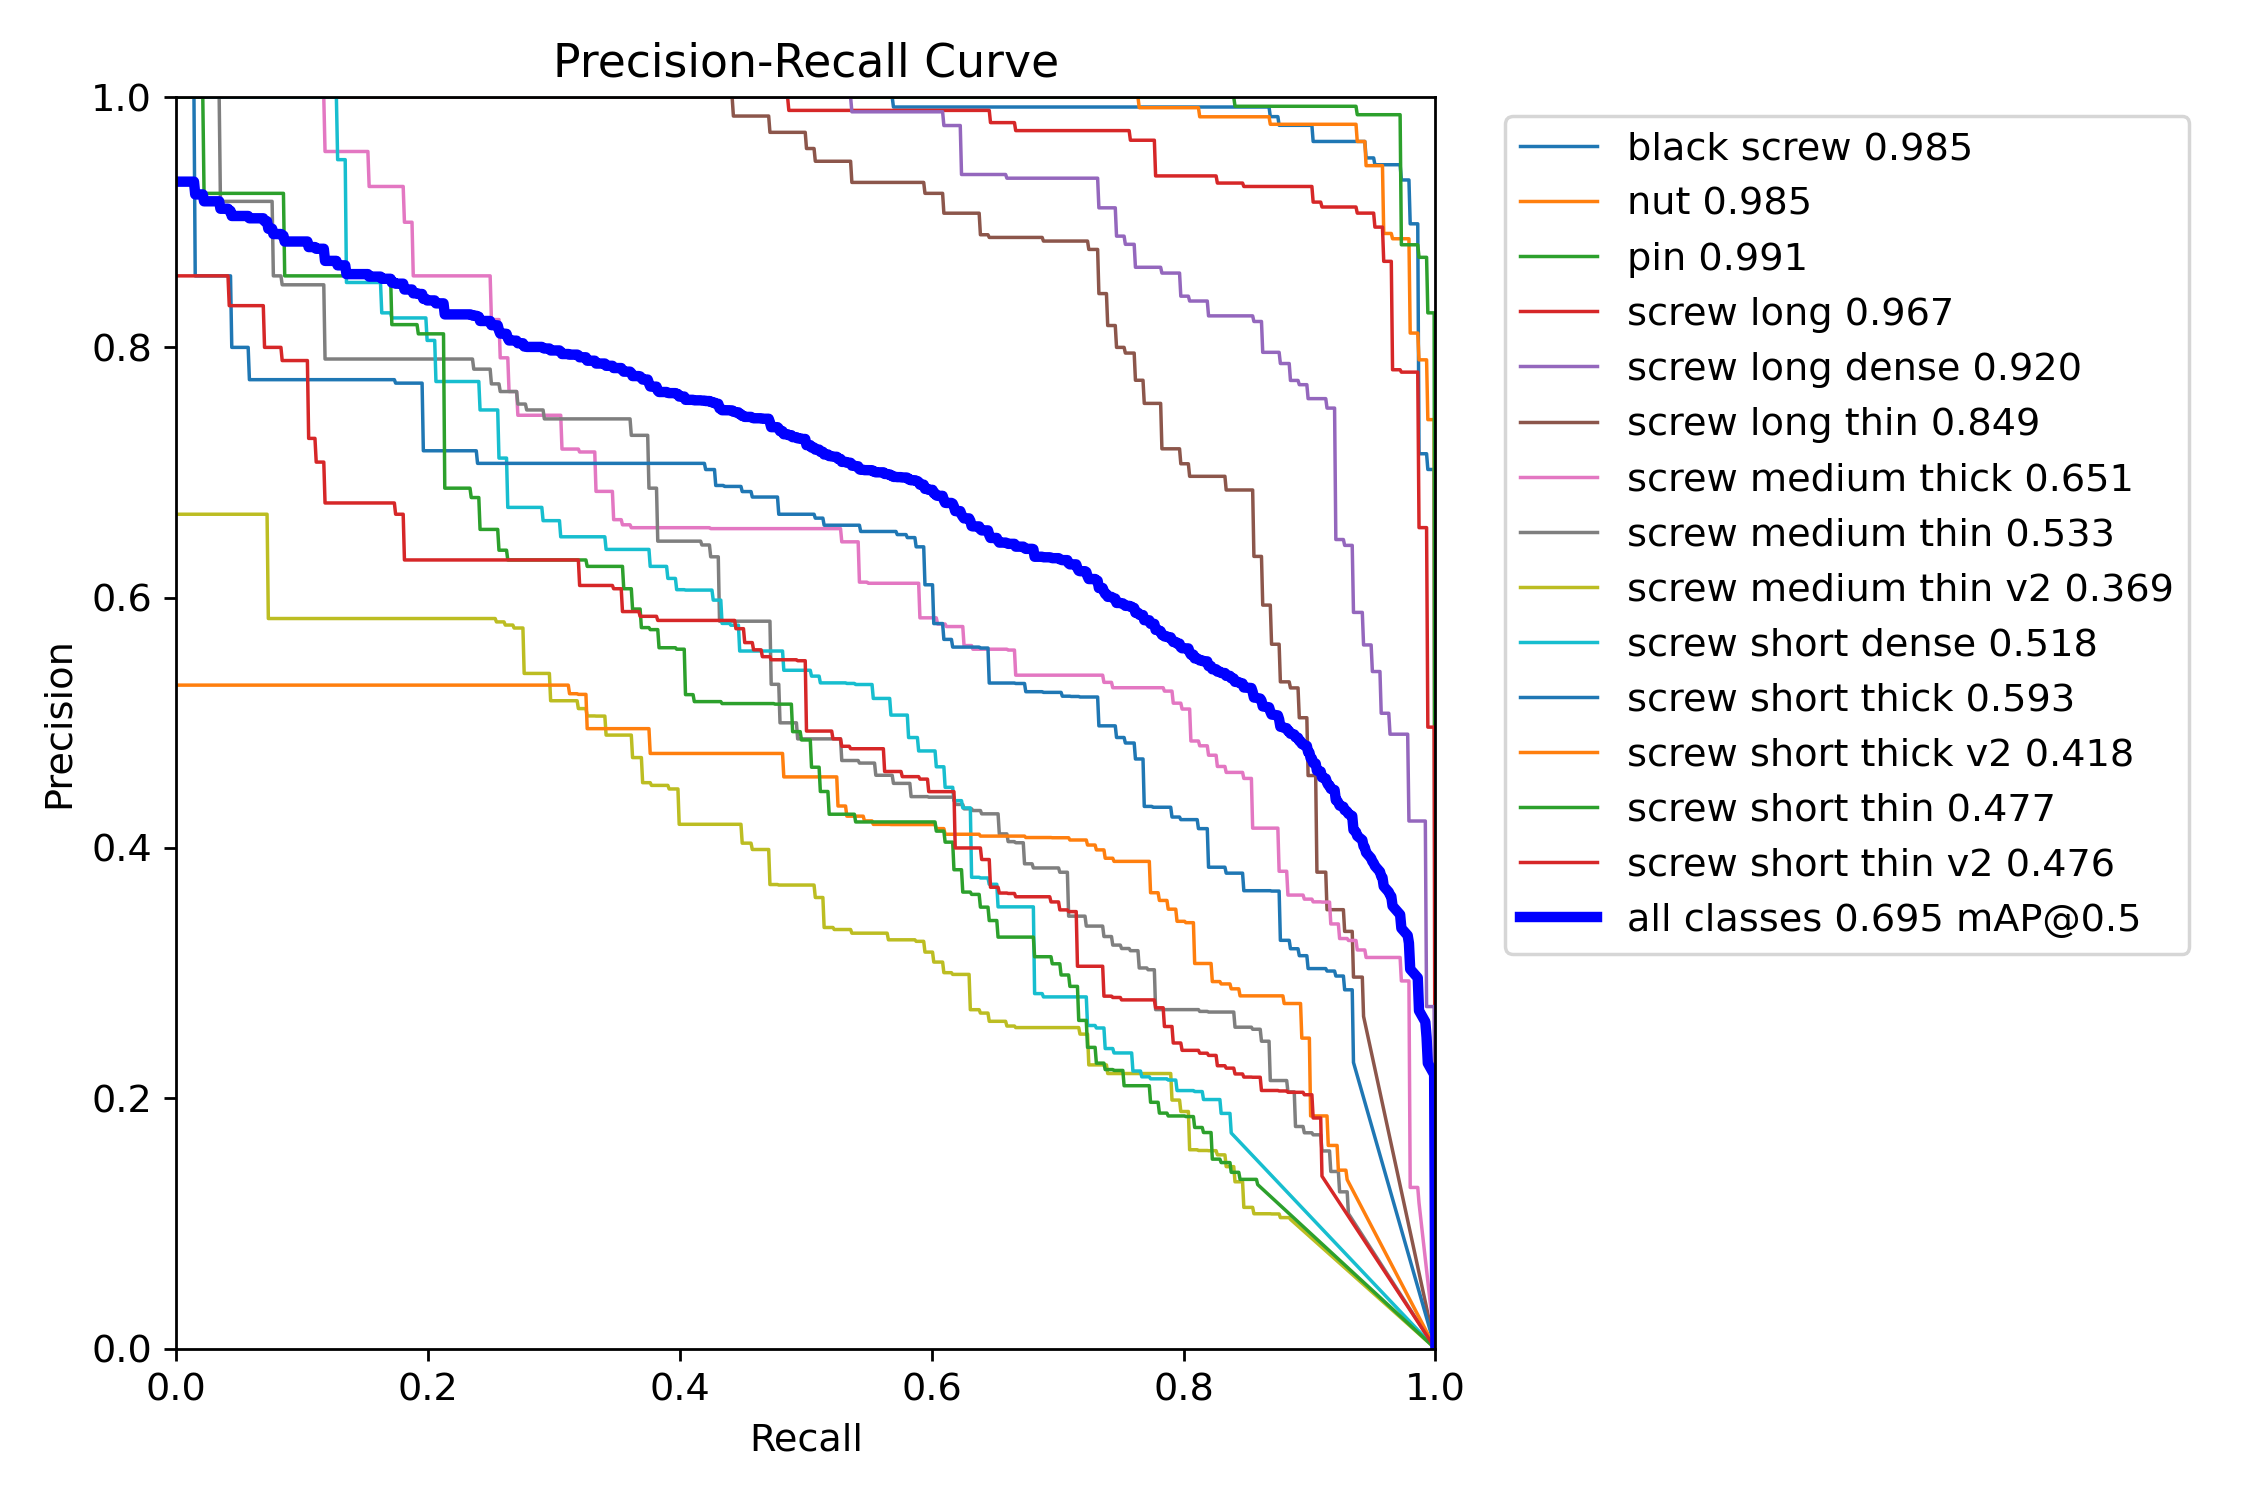 Precision-Recall Curve
1.0
0.8
0.6
0.4
0.2
0.0
Precision
0.0 0.2 0.4 0.6 0.8 1.0
Recall
black screw 0.985
nut 0.985
pin 0.991
screw long 0.967
screw long dense 0.920
screw long thin 0.849
screw medium thick 0.651
screw medium thin 0.533
screw medium thin v2 0.369
screw short dense 0.518
screw short thick 0.593
screw short thick v2 0.418
screw short thin 0.477
screw short thin v2 0.476
all classes 0.695 mAP@0.5